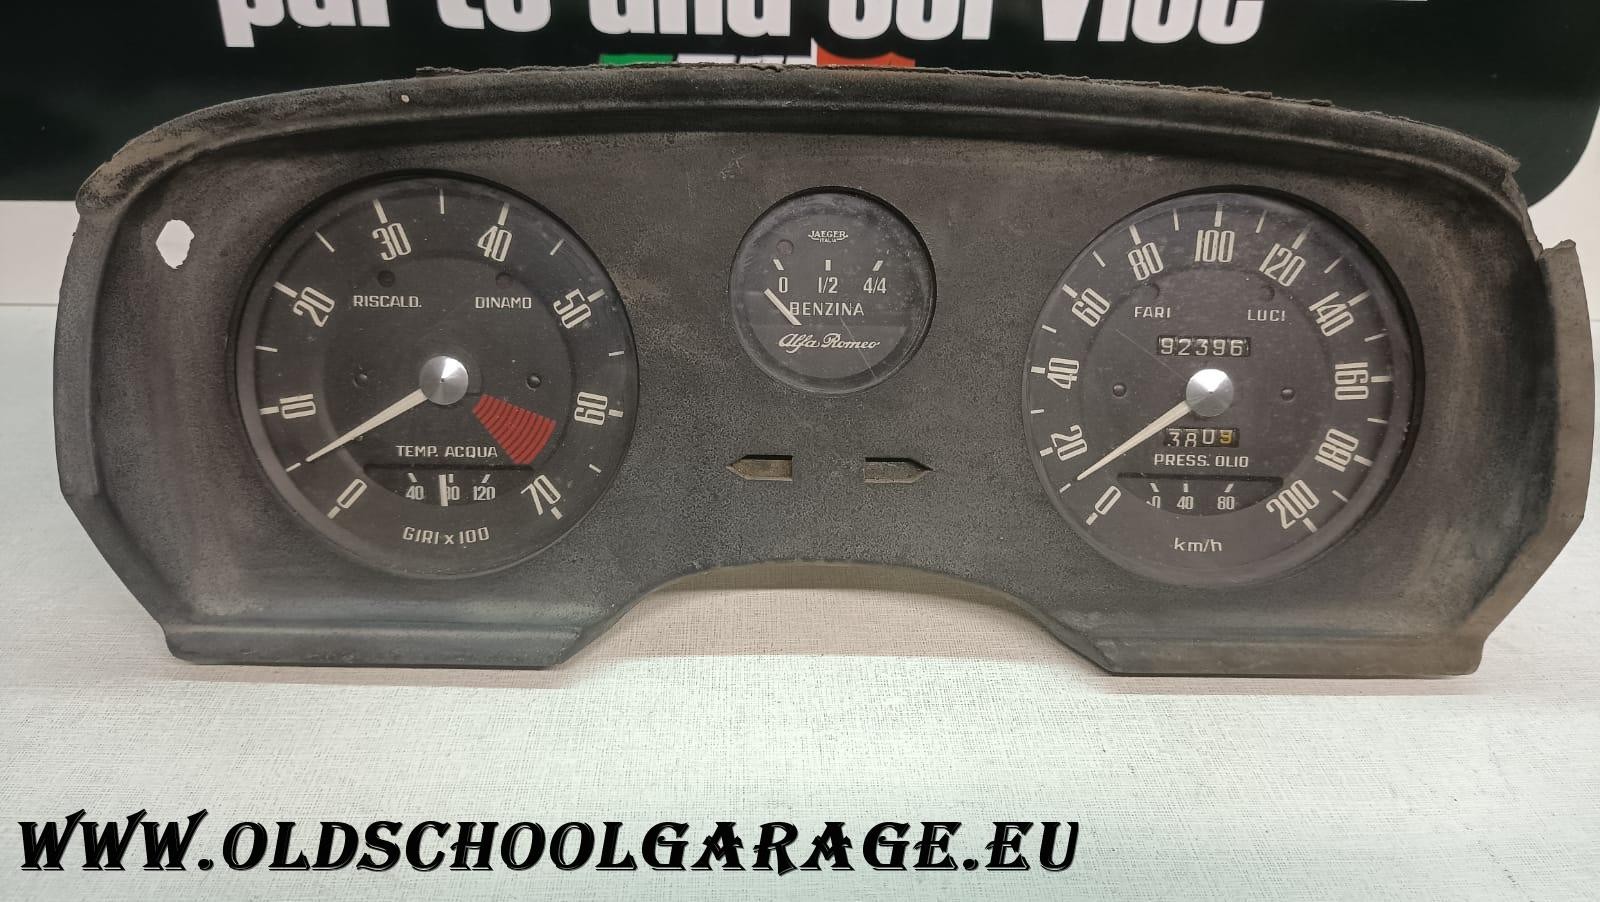 parts and service
30
40
20
50
RISCALD.
DINAMO
10
60
TEMP. ACQUA
40 80 120
0
70
GIRI x 100
JAEGER
ITALIA
0 1/2 4/4
BENZINA
Alfa Romeo
100
80
120
60
140
FARI
LUCI
92396
40
160
3809
20
180
PRESS. OLIO
0 40 80
0
200
km/h
WWW.OLDSCHOOLGARAGE.EU